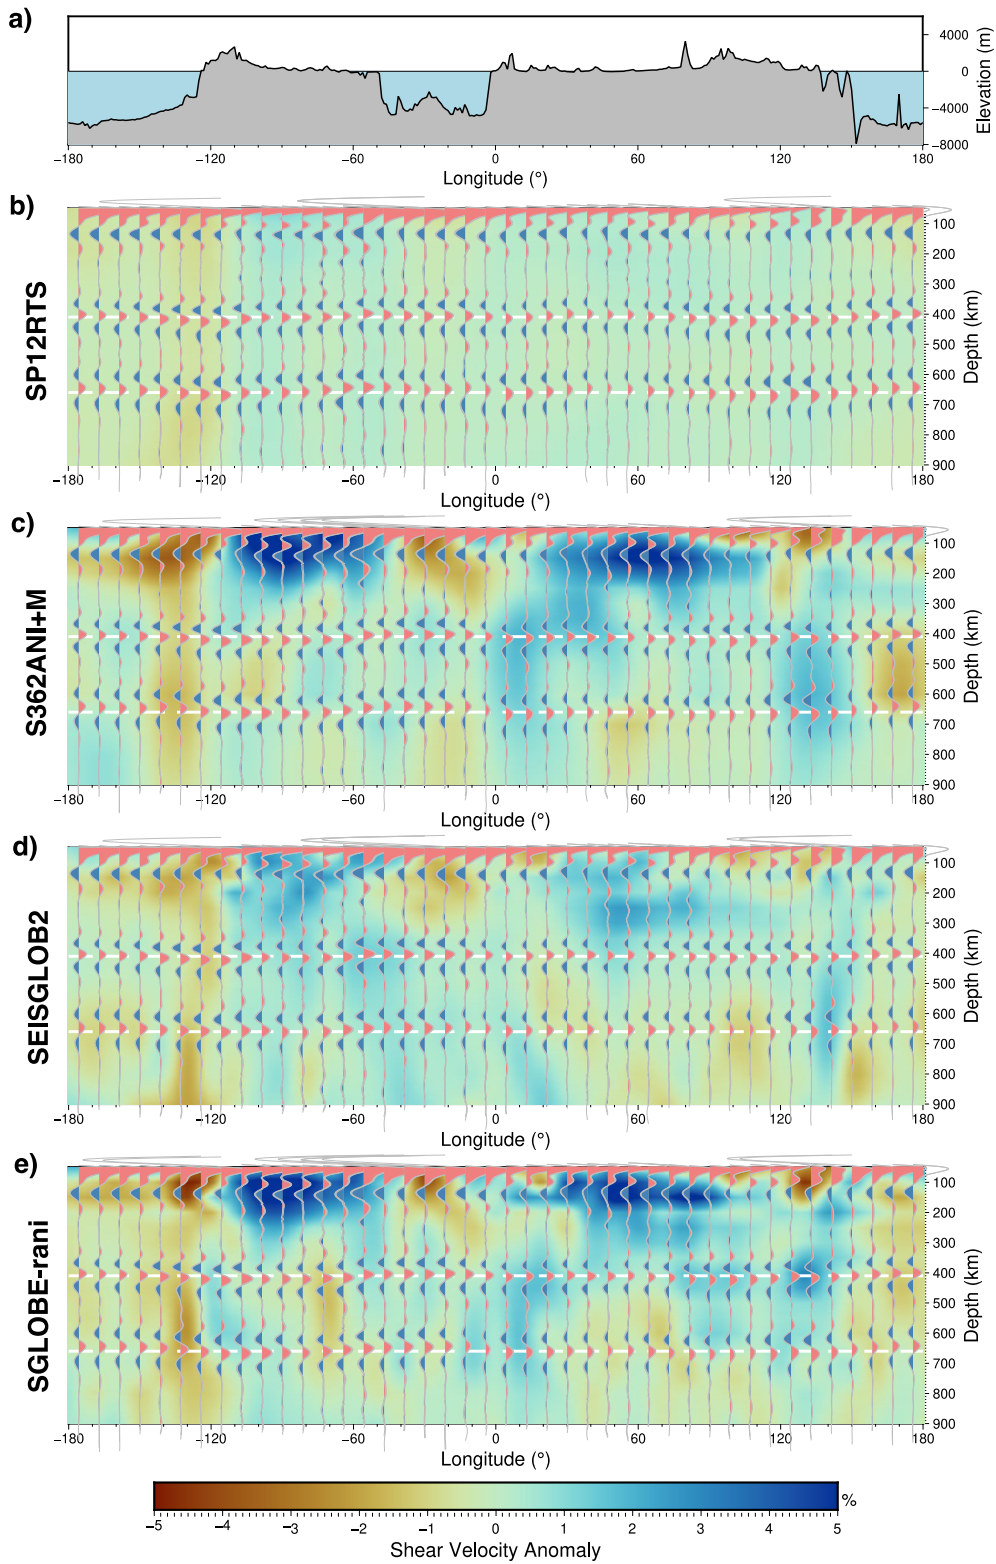 a)
4000
0
−4000
−8000
Elevation (m)
−180 −120 −60 0 60 120 180
Longitude (°)
b)
SP12RTS
100
200
300
400
500
600
700
800
900
Depth (km)
−180 −120 −60 0 60 120 180
Longitude (°)
c)
S362ANI+M
100
200
300
400
500
600
700
800
900
Depth (km)
−180 −120 −60 0 60 120 180
Longitude (°)
d)
SEISGLOB2
100
200
300
400
500
600
700
800
900
Depth (km)
−180 −120 −60 0 60 120 180
Longitude (°)
e)
SGLOBE-rani
100
200
300
400
500
600
700
800
900
Depth (km)
−180 −120 −60 0 60 120 180
Longitude (°)
%
−5 −4 −3 −2 −1 0 1 2 3 4 5
Shear Velocity Anomaly